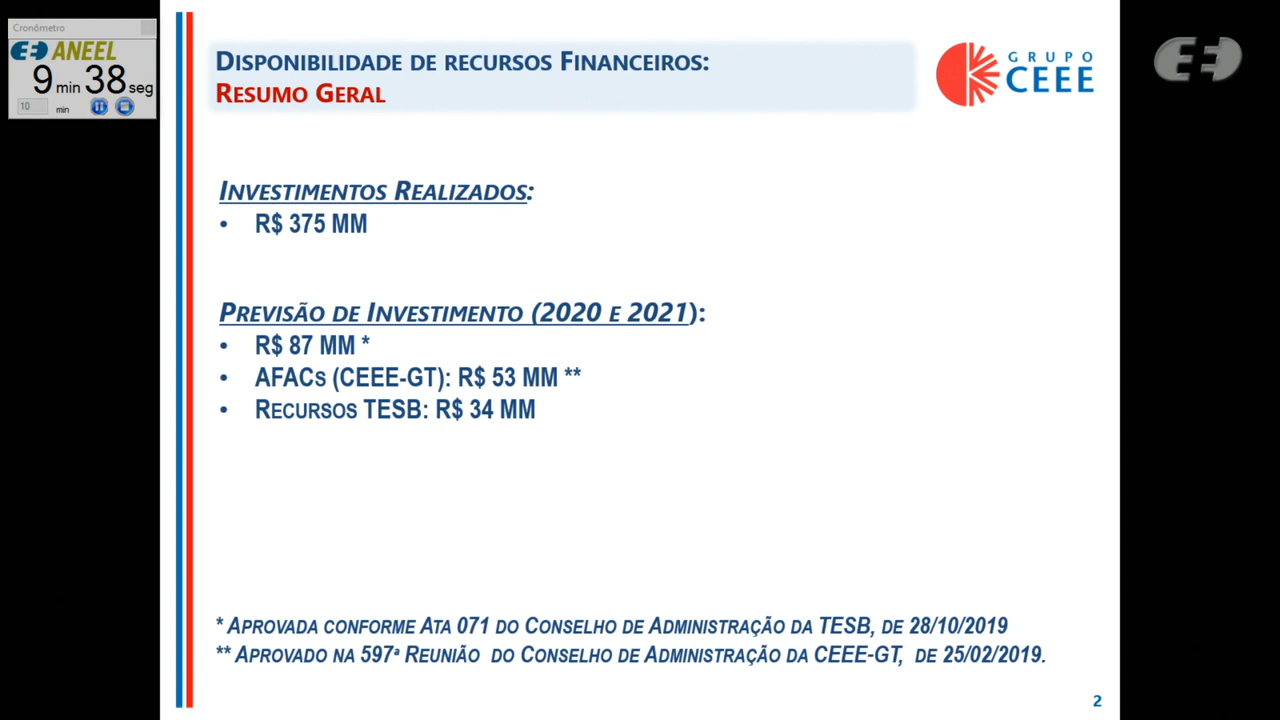 Cronômetro
ANEEL
9 min 38 seg
10 min
DISPONIBILIDADE DE RECURSOS FINANCEIROS:
RESUMO GERAL
GRUPO
CEEE
INVESTIMENTOS REALIZADOS:
• R$ 375 MM
PREVISÃO DE INVESTIMENTO (2020 E 2021):
• R$ 87 MM *
• AFACS (CEEE-GT): R$ 53 MM **
• RECURSOS TESB: R$ 34 MM
* APROVADA CONFORME ATA 071 DO CONSELHO DE ADMINISTRAÇÃO DA TESB, DE 28/10/2019
** APROVADO NA 597ª REUNIÃO DO CONSELHO DE ADMINISTRAÇÃO DA CEEE-GT, DE 25/02/2019.
2